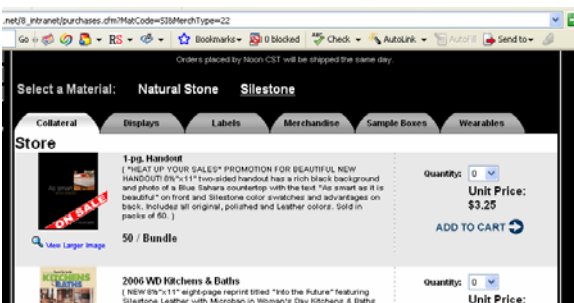 .net/8_intranet/purchases.cfm?MatCode=SI&MerchType=22
Go RS Bookmarks 0 blocked Check AutoLink AutoFill Send to
Orders placed by Noon CST will be shipped the same day.
Select a Material: Natural Stone Silestone
Collateral Displays Labels Merchandise Sample Boxes Wearables
Store
1-pg. Handout
( "HEAT UP YOUR SALES" PROMOTION FOR BEAUTIFUL NEW
HANDOUT! 8½"x11" two-sided handout has a rich black background
and photo of a Blue Sahara countertop with the text "As smart as it is
beautiful" on front and Silestone color swatches and advantages on
back. Includes all original, polished and Leather colors. Sold in
packs of 50. )
50 / Bundle
Quantity: 0
Unit Price:
$3.25
ADD TO CART
As smart
ON SALE
View Larger Image
KITCHENS
BATHS
2006 WD Kitchens & Baths
( NEW 8½"x11" eight-page reprint titled "Into the Future" featuring
Silestone Leather with Microban in Woman's Day Kitchens & Baths
Quantity: 0
Unit Price: